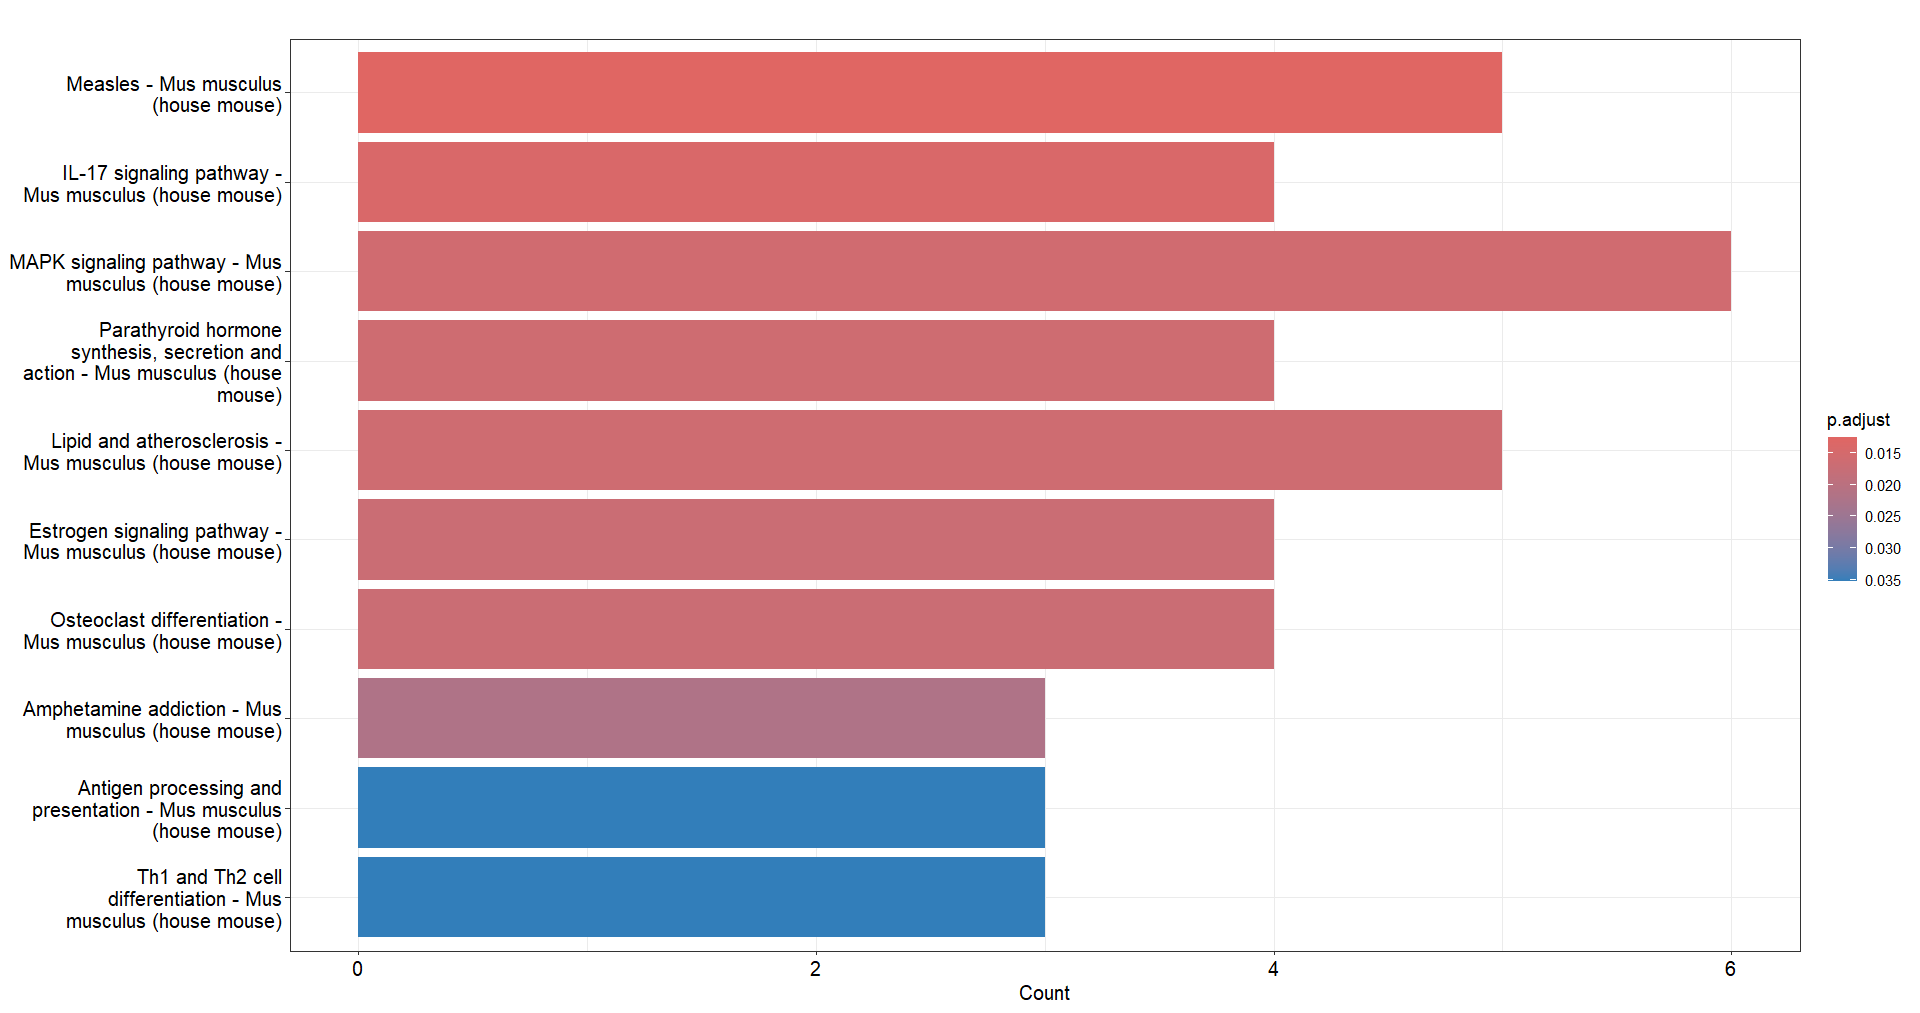 Measles - Mus musculus
(house mouse)
IL-17 signaling pathway -
Mus musculus (house mouse)
MAPK signaling pathway - Mus
musculus (house mouse)
Parathyroid hormone
synthesis, secretion and
action - Mus musculus (house
mouse)
Lipid and atherosclerosis -
Mus musculus (house mouse)
Estrogen signaling pathway -
Mus musculus (house mouse)
Osteoclast differentiation -
Mus musculus (house mouse)
Amphetamine addiction - Mus
musculus (house mouse)
Antigen processing and
presentation - Mus musculus
(house mouse)
Th1 and Th2 cell
differentiation - Mus
musculus (house mouse)
0 2 4 6
Count
p.adjust
0.015
0.020
0.025
0.030
0.035